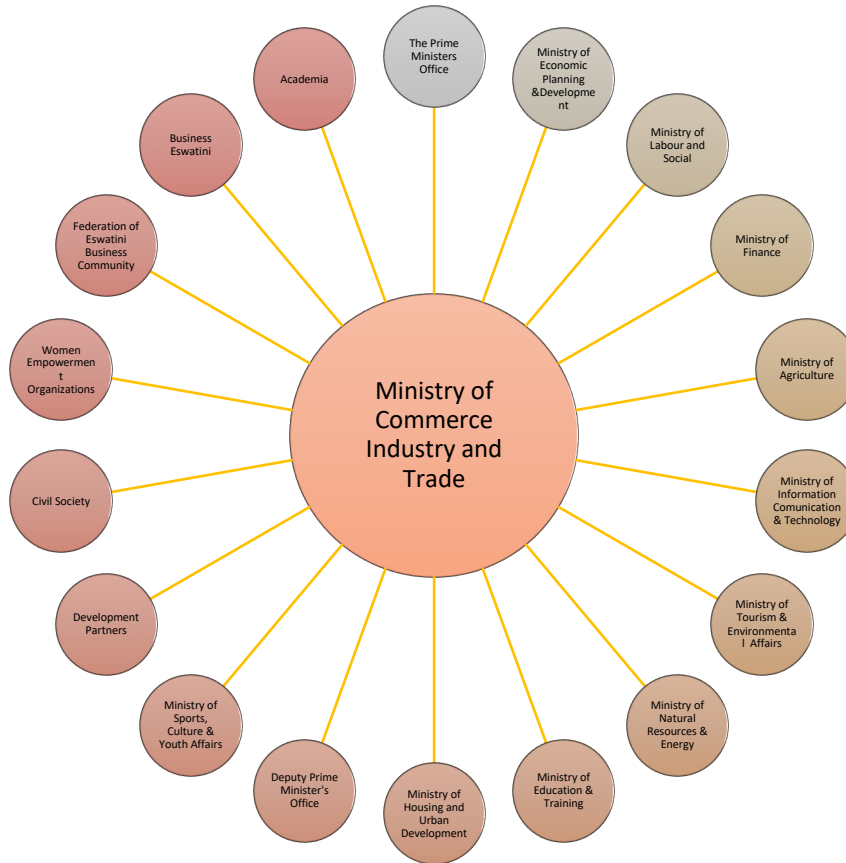 The Prime
Ministers
Office
Ministry of
Economic
Planning
&Developme
nt
Ministry of
Labour and
Social
Ministry of
Finance
Ministry of
Agriculture
Ministry of
Information
Comunication
& Technology
Ministry of
Tourism &
Environmenta
l Affairs
Ministry of
Natural
Resources &
Energy
Ministry of
Education &
Training
Ministry of
Housing and
Urban
Development
Deputy Prime
Minister's
Office
Ministry of
Sports,
Culture &
Youth Affairs
Development
Partners
Civil Society
Women
Empowermen
t
Organizations
Federation of
Eswatini
Business
Community
Business
Eswatini
Academia
Ministry of
Commerce
Industry and
Trade